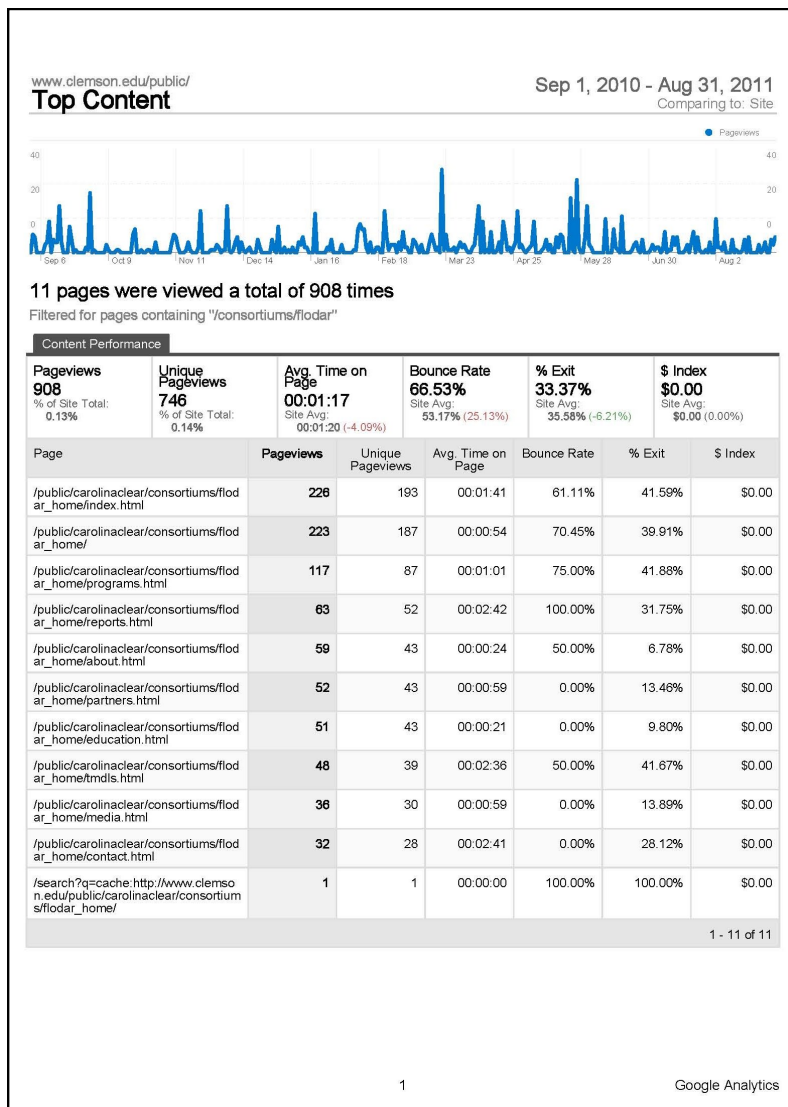 www.clemson.edu/public/
Top Content
Sep 1, 2010 - Aug 31, 2011
Comparing to: Site
Pageviews
40 40
20 20
0 0
Sep 6 Oct 9 Nov 11 Dec 14 Jan 16 Feb 18 Mar 23 Apr 25 May 28 Jun 30 Aug 2
11 pages were viewed a total of 908 times
Filtered for pages containing "/consortiums/flodar"
Content Performance
Pageviews
908
% of Site Total:
0.13%
Unique
Pageviews
746
% of Site Total:
0.14%
Avg. Time on
Page
00:01:17
Site Avg:
00:01:20 (-4.09%)
Bounce Rate
66.53%
Site Avg:
53.17% (25.13%)
% Exit
33.37%
Site Avg:
35.58% (-6.21%)
$ Index
$0.00
Site Avg:
$0.00 (0.00%)
Page Pageviews Unique Pageviews Avg. Time on Page Bounce Rate % Exit $ Index
/public/carolinaclear/consortiums/flod 226 193 00:01:41 61.11% 41.59% $0.00
ar_home/index.html
/public/carolinaclear/consortiums/flod 223 187 00:00:54 70.45% 39.91% $0.00
ar_home/
/public/carolinaclear/consortiums/flod 117 87 00:01:01 75.00% 41.88% $0.00
ar_home/programs.html
/public/carolinaclear/consortiums/flod 63 52 00:02:42 100.00% 31.75% $0.00
ar_home/reports.html
/public/carolinaclear/consortiums/flod 59 43 00:00:24 50.00% 6.78% $0.00
ar_home/about.html
/public/carolinaclear/consortiums/flod 52 43 00:00:59 0.00% 13.46% $0.00
ar_home/partners.html
/public/carolinaclear/consortiums/flod 51 43 00:00:21 0.00% 9.80% $0.00
ar_home/education.html
/public/carolinaclear/consortiums/flod 48 39 00:02:36 50.00% 41.67% $0.00
ar_home/tmdls.html
/public/carolinaclear/consortiums/flod 36 30 00:00:59 0.00% 13.89% $0.00
ar_home/media.html
/public/carolinaclear/consortiums/flod 32 28 00:02:41 0.00% 28.12% $0.00
ar_home/contact.html
/search?q=cache:http://www.clemso 1 1 00:00:00 100.00% 100.00% $0.00
n.edu/public/carolinaclear/consortium
s/flodar_home/
1 - 11 of 11
1
Google Analytics